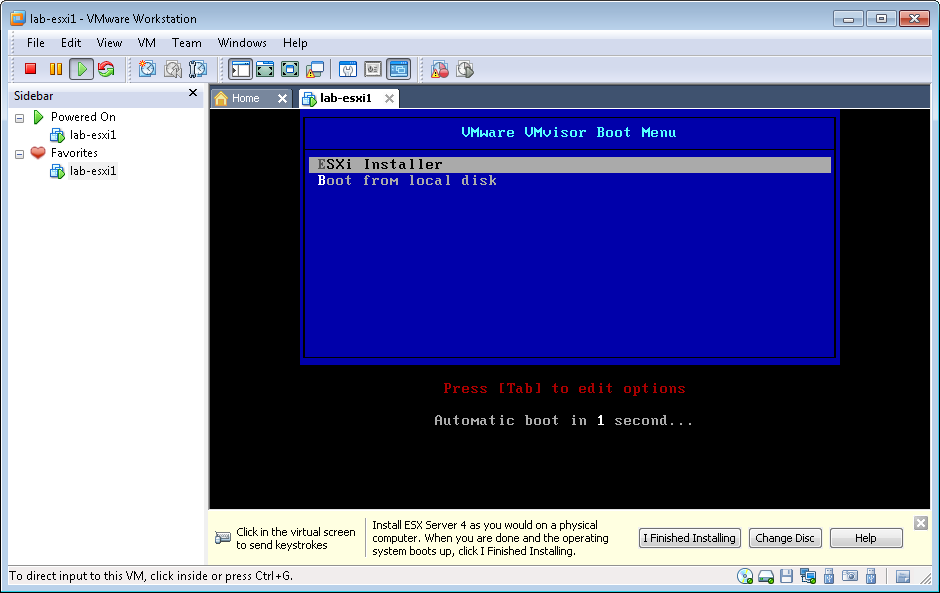 lab-esxi1 - VMware Workstation
File Edit View VM Team Windows Help
Sidebar
Powered On
lab-esxi1
Favorites
lab-esxi1
Home
lab-esxi1
VMware VMvisor Boot Menu
ESXi Installer
Boot from local disk
Press [Tab] to edit options
Automatic boot in 1 second...
Click in the virtual screen
to send keystrokes
Install ESX Server 4 as you would on a physical
computer. When you are done and the operating
system boots up, click I Finished Installing.
I Finished Installing Change Disc Help
To direct input to this VM, click inside or press Ctrl+G.